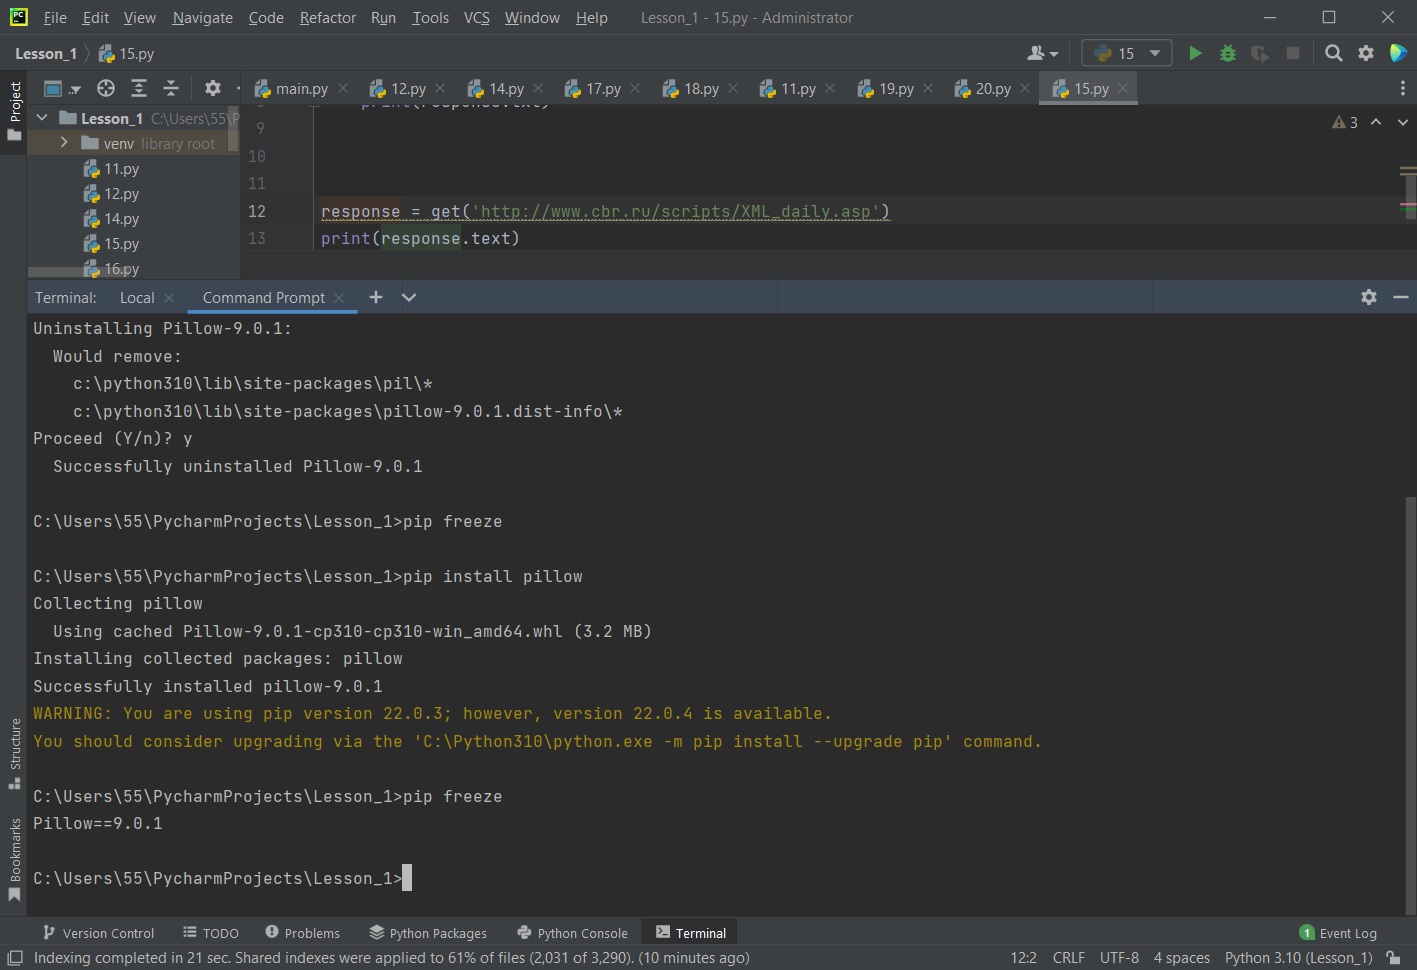 PC File Edit View Navigate Code Refactor Run Tools VCS Window Help Lesson_1 - 15.py - Administrator
Lesson_1 15.py 15
main.py 12.py 14.py 17.py 18.py 11.py 19.py 20.py 15.py
Project
Lesson_1 C:\Users\55\P
venv library root
11.py
12.py
14.py
15.py
16.py
8 print(response.text)
9
3
10
11
12 response = get('http://www.cbr.ru/scripts/XML_daily.asp')
13 print(response.text)
Terminal: Local Command Prompt
Uninstalling Pillow-9.0.1:
Would remove:
c:\python310\lib\site-packages\pil\*
c:\python310\lib\site-packages\pillow-9.0.1.dist-info\*
Proceed (Y/n)? y
Successfully uninstalled Pillow-9.0.1
C:\Users\55\PycharmProjects\Lesson_1>pip freeze
C:\Users\55\PycharmProjects\Lesson_1>pip install pillow
Collecting pillow
Using cached Pillow-9.0.1-cp310-cp310-win_amd64.whl (3.2 MB)
Installing collected packages: pillow
Successfully installed pillow-9.0.1
WARNING: You are using pip version 22.0.3; however, version 22.0.4 is available.
You should consider upgrading via the 'C:\Python310\python.exe -m pip install --upgrade pip' command.
C:\Users\55\PycharmProjects\Lesson_1>pip freeze
Pillow==9.0.1
C:\Users\55\PycharmProjects\Lesson_1>
Structure
Bookmarks
Version Control TODO Problems Python Packages Python Console Terminal 1 Event Log
Indexing completed in 21 sec. Shared indexes were applied to 61% of files (2,031 of 3,290). (10 minutes ago) 12:2 CRLF UTF-8 4 spaces Python 3.10 (Lesson_1)